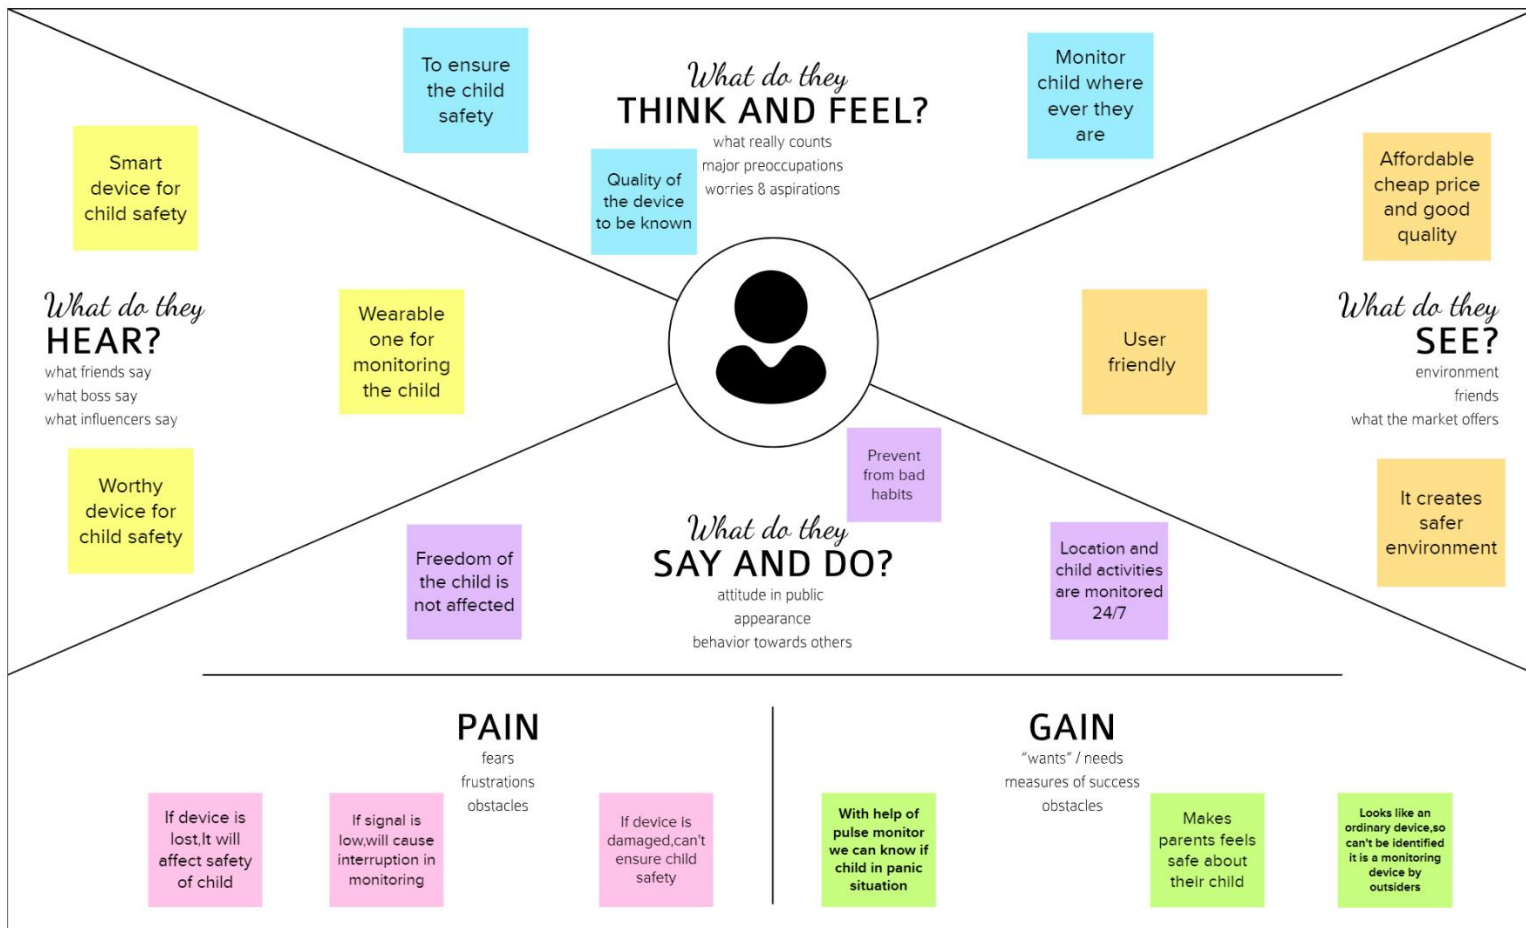 To ensure
the child
safety
What do they
THINK AND FEEL?
what really counts
major preoccupations
worries & aspirations
Quality of
the device
to be known
Monitor
child where
ever they
are
Smart
device for
child safety
What do they
HEAR?
what friends say
what boss say
what influencers say
Wearable
one for
monitoring
the child
Worthy
device for
child safety
Affordable
cheap price
and good
quality
User
friendly
What do they
SEE?
environment
friends
what the market offers
It creates
safer
environment
Prevent
from bad
habits
What do they
SAY AND DO?
attitude in public
appearance
behavior towards others
Freedom of
the child is
not affected
Location and
child activities
are monitored
24/7
PAIN
fears
frustrations
obstacles
If device is
lost,It will
affect safety
of child
If signal is
low,will cause
interruption in
monitoring
If device is
damaged,can't
ensure child
safety
GAIN
"wants" / needs
measures of success
obstacles
With help of
pulse monitor
we can know if
child in panic
situation
Makes
parents feels
safe about
their child
Looks like an
ordinary device,so
can't be identified
it is a monitoring
device by
outsiders